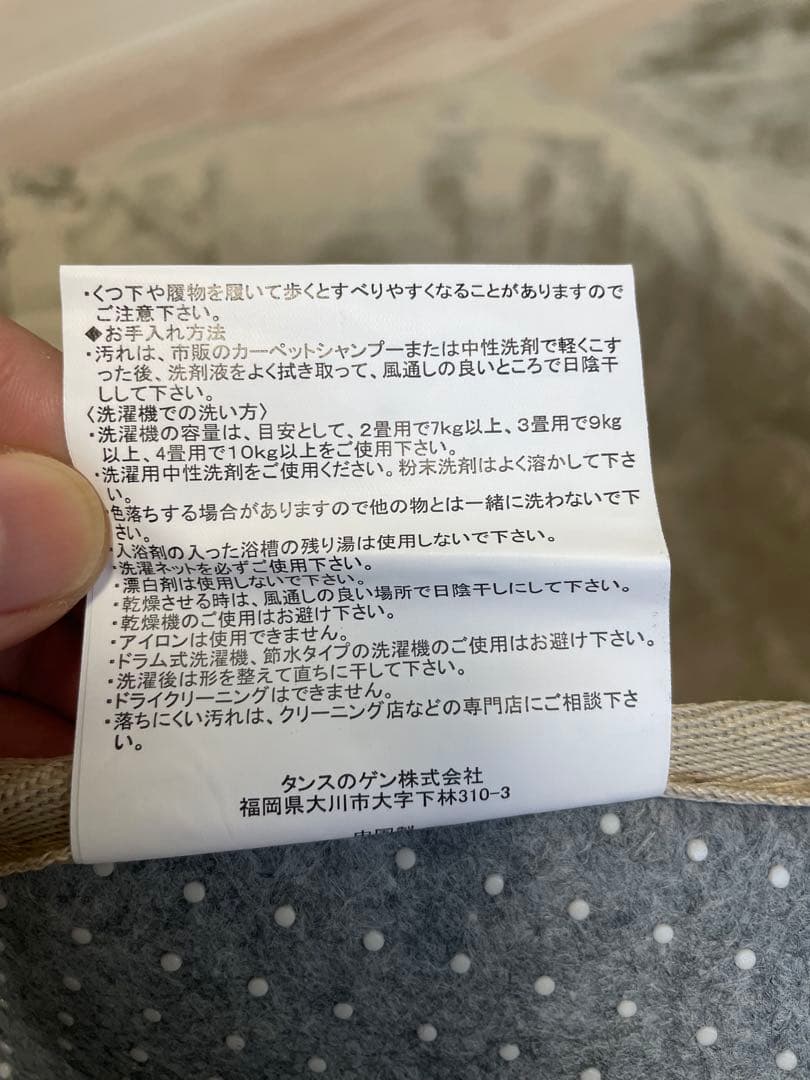 ・くつ下や履物を履いて歩くとすべりやすくなることがありますので
ご注意下さい。
◆お手入れ方法
・汚れは、市販のカーペットシャンプーまたは中性洗剤で軽くこす
った後、洗剤液をよく拭き取って、風通しの良いところで日陰干
しして下さい。
〈洗濯機での洗い方〉
・洗濯機の容量は、目安として、2畳用で7kg以上、3畳用で9kg
以上、4畳用で10kg以上をご使用下さい。
・洗濯用中性洗剤をご使用ください。粉末洗剤はよく溶かして下さ
い。
・色落ちする場合がありますので他の物とは一緒に洗わないで下
さい。
・入浴剤の入った浴槽の残り湯は使用しないで下さい。
・洗濯ネットを必ずご使用下さい。
・漂白剤は使用しないで下さい。
・乾燥させる時は、風通しの良い場所で日陰干しにして下さい。
・乾燥機のご使用はお避け下さい。
・アイロンは使用できません。
・ドラム式洗濯機、節水タイプの洗濯機のご使用はお避け下さい。
・洗濯後は形を整えて直ちに干して下さい。
・ドライクリーニングはできません。
・落ちにくい汚れは、クリーニング店などの専門店にご相談下さ
い。
タンスのゲン株式会社
福岡県大川市大字下林310-3